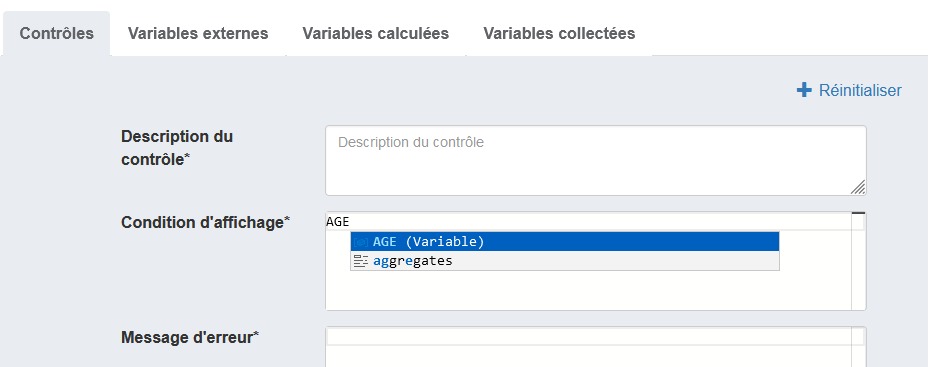 Contrôles Variables externes Variables calculées Variables collectées
Réinitialiser
Description du
contrôle*
Description du contrôle
Condition d'affichage*
AGE
AGE (Variable)
aggregates
Message d'erreur*